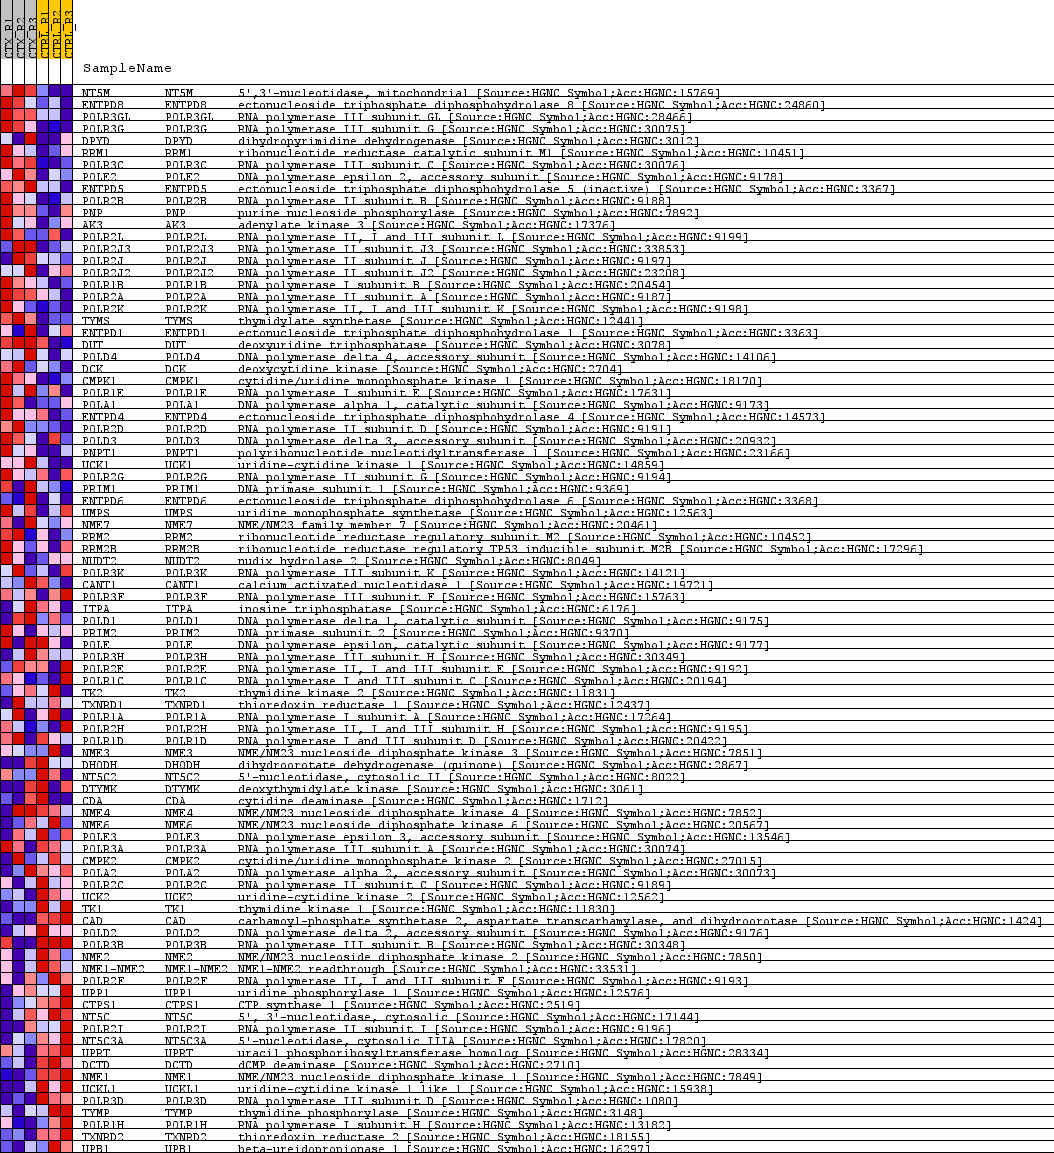 CTX_R1 CTX_R2 CTX_R3 CTRL_R1 CTRL_R2 CTRL_R3
SampleName
NT5M NT5M 5',3'-nucleotidase, mitochondrial [Source:HGNC Symbol;Acc:HGNC:15769]
ENTPD8 ENTPD8 ectonucleoside triphosphate diphosphohydrolase 8 [Source:HGNC Symbol;Acc:HGNC:24860]
POLR3GL POLR3GL RNA polymerase III subunit GL [Source:HGNC Symbol;Acc:HGNC:28466]
POLR3G POLR3G RNA polymerase III subunit G [Source:HGNC Symbol;Acc:HGNC:30075]
DPYD DPYD dihydropyrimidine dehydrogenase [Source:HGNC Symbol;Acc:HGNC:3012]
RRM1 RRM1 ribonucleotide reductase catalytic subunit M1 [Source:HGNC Symbol;Acc:HGNC:10451]
POLR3C POLR3C RNA polymerase III subunit C [Source:HGNC Symbol;Acc:HGNC:30076]
POLE2 POLE2 DNA polymerase epsilon 2, accessory subunit [Source:HGNC Symbol;Acc:HGNC:9178]
ENTPD5 ENTPD5 ectonucleoside triphosphate diphosphohydrolase 5 (inactive) [Source:HGNC Symbol;Acc:HGNC:3367]
POLR2B POLR2B RNA polymerase II subunit B [Source:HGNC Symbol;Acc:HGNC:9188]
PNP PNP purine nucleoside phosphorylase [Source:HGNC Symbol;Acc:HGNC:7892]
AK3 AK3 adenylate kinase 3 [Source:HGNC Symbol;Acc:HGNC:17376]
POLR2L POLR2L RNA polymerase II, I and III subunit L [Source:HGNC Symbol;Acc:HGNC:9199]
POLR2J3 POLR2J3 RNA polymerase II subunit J3 [Source:HGNC Symbol;Acc:HGNC:33853]
POLR2J POLR2J RNA polymerase II subunit J [Source:HGNC Symbol;Acc:HGNC:9197]
POLR2J2 POLR2J2 RNA polymerase II subunit J2 [Source:HGNC Symbol;Acc:HGNC:23208]
POLR1B POLR1B RNA polymerase I subunit B [Source:HGNC Symbol;Acc:HGNC:20454]
POLR2A POLR2A RNA polymerase II subunit A [Source:HGNC Symbol;Acc:HGNC:9187]
POLR2K POLR2K RNA polymerase II, I and III subunit K [Source:HGNC Symbol;Acc:HGNC:9198]
TYMS TYMS thymidylate synthetase [Source:HGNC Symbol;Acc:HGNC:12441]
ENTPD1 ENTPD1 ectonucleoside triphosphate diphosphohydrolase 1 [Source:HGNC Symbol;Acc:HGNC:3363]
DUT DUT deoxyuridine triphosphatase [Source:HGNC Symbol;Acc:HGNC:3078]
POLD4 POLD4 DNA polymerase delta 4, accessory subunit [Source:HGNC Symbol;Acc:HGNC:14106]
DCK DCK deoxycytidine kinase [Source:HGNC Symbol;Acc:HGNC:2704]
CMPK1 CMPK1 cytidine/uridine monophosphate kinase 1 [Source:HGNC Symbol;Acc:HGNC:18170]
POLR1E POLR1E RNA polymerase I subunit E [Source:HGNC Symbol;Acc:HGNC:17631]
POLA1 POLA1 DNA polymerase alpha 1, catalytic subunit [Source:HGNC Symbol;Acc:HGNC:9173]
ENTPD4 ENTPD4 ectonucleoside triphosphate diphosphohydrolase 4 [Source:HGNC Symbol;Acc:HGNC:14573]
POLR2D POLR2D RNA polymerase II subunit D [Source:HGNC Symbol;Acc:HGNC:9191]
POLD3 POLD3 DNA polymerase delta 3, accessory subunit [Source:HGNC Symbol;Acc:HGNC:20932]
PNPT1 PNPT1 polyribonucleotide nucleotidyltransferase 1 [Source:HGNC Symbol;Acc:HGNC:23166]
UCK1 UCK1 uridine-cytidine kinase 1 [Source:HGNC Symbol;Acc:HGNC:14859]
POLR2G POLR2G RNA polymerase II subunit G [Source:HGNC Symbol;Acc:HGNC:9194]
PRIM1 PRIM1 DNA primase subunit 1 [Source:HGNC Symbol;Acc:HGNC:9369]
ENTPD6 ENTPD6 ectonucleoside triphosphate diphosphohydrolase 6 [Source:HGNC Symbol;Acc:HGNC:3368]
UMPS UMPS uridine monophosphate synthetase [Source:HGNC Symbol;Acc:HGNC:12563]
NME7 NME7 NME/NM23 family member 7 [Source:HGNC Symbol;Acc:HGNC:20461]
RRM2 RRM2 ribonucleotide reductase regulatory subunit M2 [Source:HGNC Symbol;Acc:HGNC:10452]
RRM2B RRM2B ribonucleotide reductase regulatory TP53 inducible subunit M2B [Source:HGNC Symbol;Acc:HGNC:17296]
NUDT2 NUDT2 nudix hydrolase 2 [Source:HGNC Symbol;Acc:HGNC:8049]
POLR3K POLR3K RNA polymerase III subunit K [Source:HGNC Symbol;Acc:HGNC:14121]
CANT1 CANT1 calcium activated nucleotidase 1 [Source:HGNC Symbol;Acc:HGNC:19721]
POLR3F POLR3F RNA polymerase III subunit F [Source:HGNC Symbol;Acc:HGNC:15763]
ITPA ITPA inosine triphosphatase [Source:HGNC Symbol;Acc:HGNC:6176]
POLD1 POLD1 DNA polymerase delta 1, catalytic subunit [Source:HGNC Symbol;Acc:HGNC:9175]
PRIM2 PRIM2 DNA primase subunit 2 [Source:HGNC Symbol;Acc:HGNC:9370]
POLE POLE DNA polymerase epsilon, catalytic subunit [Source:HGNC Symbol;Acc:HGNC:9177]
POLR3H POLR3H RNA polymerase III subunit H [Source:HGNC Symbol;Acc:HGNC:30349]
POLR2E POLR2E RNA polymerase II, I and III subunit E [Source:HGNC Symbol;Acc:HGNC:9192]
POLR1C POLR1C RNA polymerase I and III subunit C [Source:HGNC Symbol;Acc:HGNC:20194]
TK2 TK2 thymidine kinase 2 [Source:HGNC Symbol;Acc:HGNC:11831]
TXNRD1 TXNRD1 thioredoxin reductase 1 [Source:HGNC Symbol;Acc:HGNC:12437]
POLR1A POLR1A RNA polymerase I subunit A [Source:HGNC Symbol;Acc:HGNC:17264]
POLR2H POLR2H RNA polymerase II, I and III subunit H [Source:HGNC Symbol;Acc:HGNC:9195]
POLR1D POLR1D RNA polymerase I and III subunit D [Source:HGNC Symbol;Acc:HGNC:20422]
NME3 NME3 NME/NM23 nucleoside diphosphate kinase 3 [Source:HGNC Symbol;Acc:HGNC:7851]
DHODH DHODH dihydroorotate dehydrogenase (quinone) [Source:HGNC Symbol;Acc:HGNC:2867]
NT5C2 NT5C2 5'-nucleotidase, cytosolic II [Source:HGNC Symbol;Acc:HGNC:8022]
DTYMK DTYMK deoxythymidylate kinase [Source:HGNC Symbol;Acc:HGNC:3061]
CDA CDA cytidine deaminase [Source:HGNC Symbol;Acc:HGNC:1712]
NME4 NME4 NME/NM23 nucleoside diphosphate kinase 4 [Source:HGNC Symbol;Acc:HGNC:7852]
NME6 NME6 NME/NM23 nucleoside diphosphate kinase 6 [Source:HGNC Symbol;Acc:HGNC:20567]
POLE3 POLE3 DNA polymerase epsilon 3, accessory subunit [Source:HGNC Symbol;Acc:HGNC:13546]
POLR3A POLR3A RNA polymerase III subunit A [Source:HGNC Symbol;Acc:HGNC:30074]
CMPK2 CMPK2 cytidine/uridine monophosphate kinase 2 [Source:HGNC Symbol;Acc:HGNC:27015]
POLA2 POLA2 DNA polymerase alpha 2, accessory subunit [Source:HGNC Symbol;Acc:HGNC:30073]
POLR2C POLR2C RNA polymerase II subunit C [Source:HGNC Symbol;Acc:HGNC:9189]
UCK2 UCK2 uridine-cytidine kinase 2 [Source:HGNC Symbol;Acc:HGNC:12562]
TK1 TK1 thymidine kinase 1 [Source:HGNC Symbol;Acc:HGNC:11830]
CAD CAD carbamoyl-phosphate synthetase 2, aspartate transcarbamylase, and dihydroorotase [Source:HGNC Symbol;Acc:HGNC:1424]
POLD2 POLD2 DNA polymerase delta 2, accessory subunit [Source:HGNC Symbol;Acc:HGNC:9176]
POLR3B POLR3B RNA polymerase III subunit B [Source:HGNC Symbol;Acc:HGNC:30348]
NME2 NME2 NME/NM23 nucleoside diphosphate kinase 2 [Source:HGNC Symbol;Acc:HGNC:7850]
NME1-NME2 NME1-NME2 NME1-NME2 readthrough [Source:HGNC Symbol;Acc:HGNC:33531]
POLR2F POLR2F RNA polymerase II, I and III subunit F [Source:HGNC Symbol;Acc:HGNC:9193]
UPP1 UPP1 uridine phosphorylase 1 [Source:HGNC Symbol;Acc:HGNC:12576]
CTPS1 CTPS1 CTP synthase 1 [Source:HGNC Symbol;Acc:HGNC:2519]
NT5C NT5C 5', 3'-nucleotidase, cytosolic [Source:HGNC Symbol;Acc:HGNC:17144]
POLR2I POLR2I RNA polymerase II subunit I [Source:HGNC Symbol;Acc:HGNC:9196]
NT5C3A NT5C3A 5'-nucleotidase, cytosolic IIIA [Source:HGNC Symbol;Acc:HGNC:17820]
UPRT UPRT uracil phosphoribosyltransferase homolog [Source:HGNC Symbol;Acc:HGNC:28334]
DCTD DCTD dCMP deaminase [Source:HGNC Symbol;Acc:HGNC:2710]
NME1 NME1 NME/NM23 nucleoside diphosphate kinase 1 [Source:HGNC Symbol;Acc:HGNC:7849]
UCKL1 UCKL1 uridine-cytidine kinase 1 like 1 [Source:HGNC Symbol;Acc:HGNC:15938]
POLR3D POLR3D RNA polymerase III subunit D [Source:HGNC Symbol;Acc:HGNC:1080]
TYMP TYMP thymidine phosphorylase [Source:HGNC Symbol;Acc:HGNC:3148]
POLR1H POLR1H RNA polymerase I subunit H [Source:HGNC Symbol;Acc:HGNC:13182]
TXNRD2 TXNRD2 thioredoxin reductase 2 [Source:HGNC Symbol;Acc:HGNC:18155]
UPB1 UPB1 beta-ureidopropionase 1 [Source:HGNC Symbol;Acc:HGNC:16297]